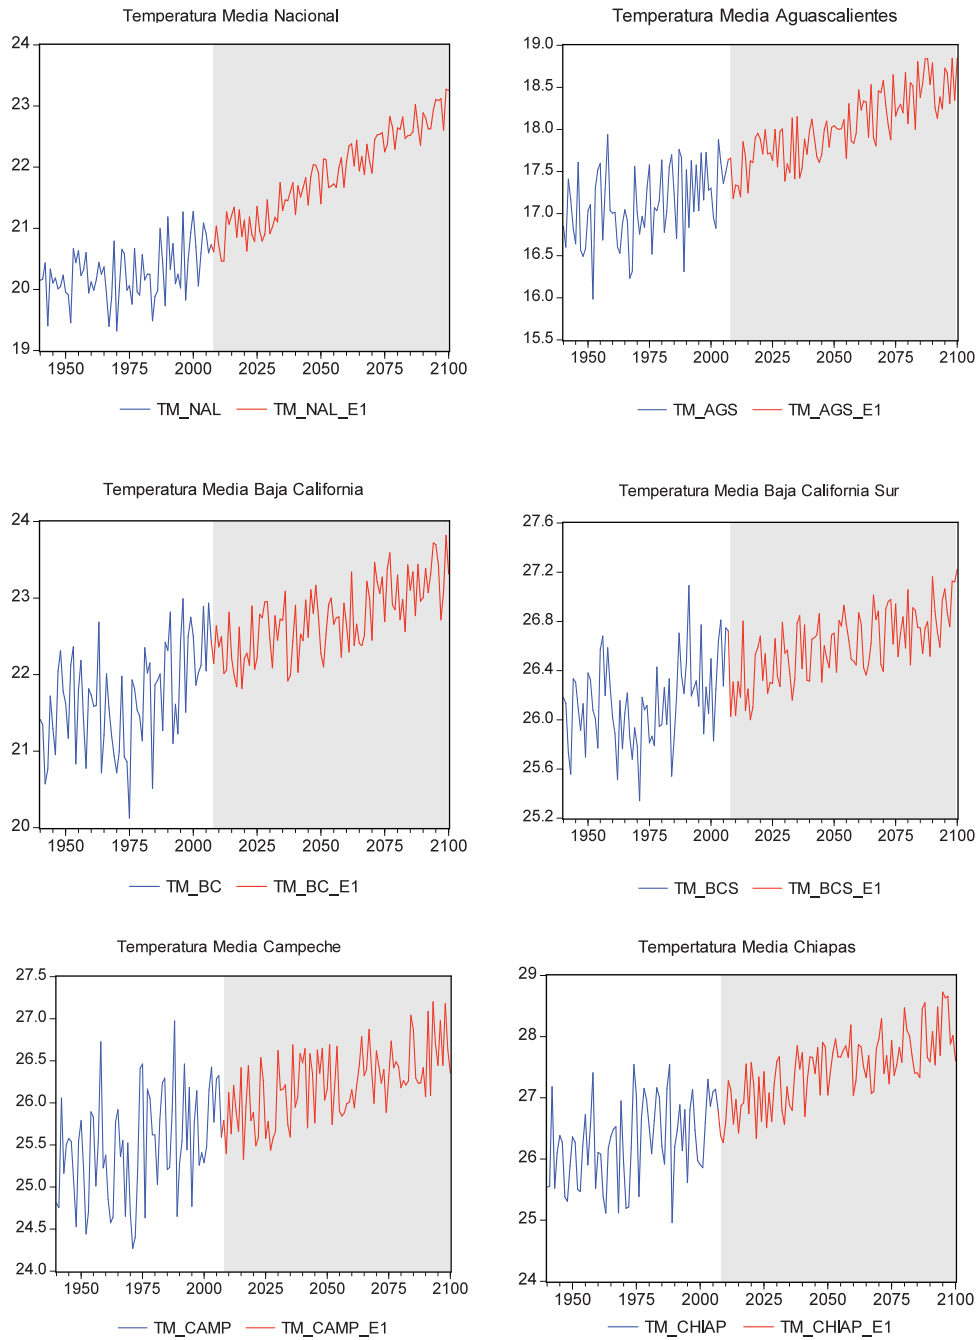 Temperatura Media Nacional
24
23
22
21
20
19
1950 1975 2000 2025 2050 2075 2100
TM_NAL TM_NAL_E1
Temperatura Media Aguascalientes
19.0
18.5
18.0
17.5
17.0
16.5
16.0
15.5
1950 1975 2000 2025 2050 2075 2100
TM_AGS TM_AGS_E1
Temperatura Media Baja California
24
23
22
21
20
1950 1975 2000 2025 2050 2075 2100
TM_BC TM_BC_E1
Temperatura Media Baja California Sur
27.6
27.2
26.8
26.4
26.0
25.6
25.2
1950 1975 2000 2025 2050 2075 2100
TM_BCS TM_BCS_E1
Temperatura Media Campeche
27.5
27.0
26.5
26.0
25.5
25.0
24.5
24.0
1950 1975 2000 2025 2050 2075 2100
TM_CAMP TM_CAMP_E1
Tempertatura Media Chiapas
29
28
27
26
25
24
1950 1975 2000 2025 2050 2075 2100
TM_CHIAP TM_CHIAP_E1